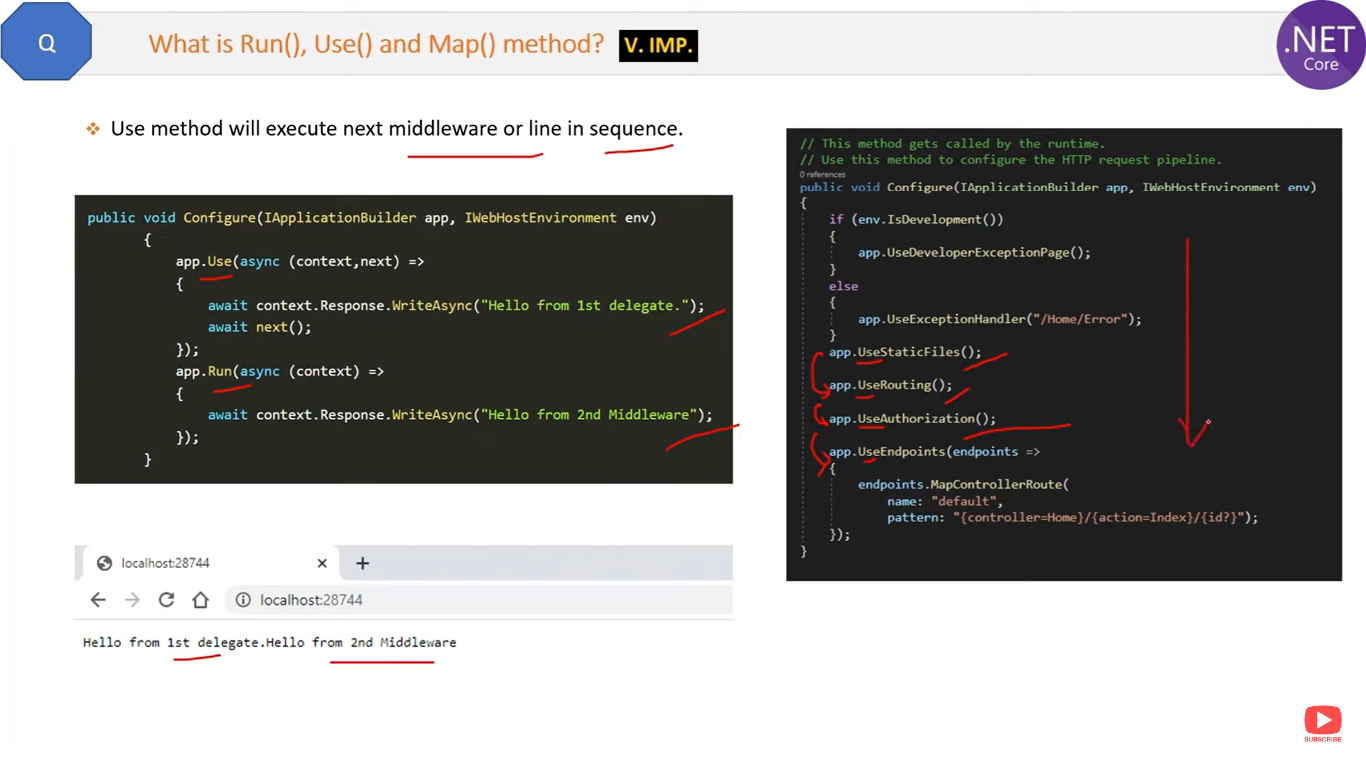 Q
What is Run(), Use() and Map() method?
V. IMP.
.NET
Core
❖ Use method will execute next middleware or line in sequence.
public void Configure(IApplicationBuilder app, IWebHostEnvironment env)
{
app.Use(async (context,next) =>
{
await context.Response.WriteAsync("Hello from 1st delegate.");
await next();
});
app.Run(async (context) =>
{
await context.Response.WriteAsync("Hello from 2nd Middleware");
});
}
localhost:28744
localhost:28744
Hello from 1st delegate.Hello from 2nd Middleware
// This method gets called by the runtime.
// Use this method to configure the HTTP request pipeline.
0 references
public void Configure(IApplicationBuilder app, IWebHostEnvironment env)
{
if (env.IsDevelopment())
{
app.UseDeveloperExceptionPage();
}
else
{
app.UseExceptionHandler("/Home/Error");
}
app.UseStaticFiles();
app.UseRouting();
app.UseAuthorization();
app.UseEndpoints(endpoints =>
{
endpoints.MapControllerRoute(
name: "default",
pattern: "{controller=Home}/{action=Index}/{id?}");
});
}
SUBSCRIBE